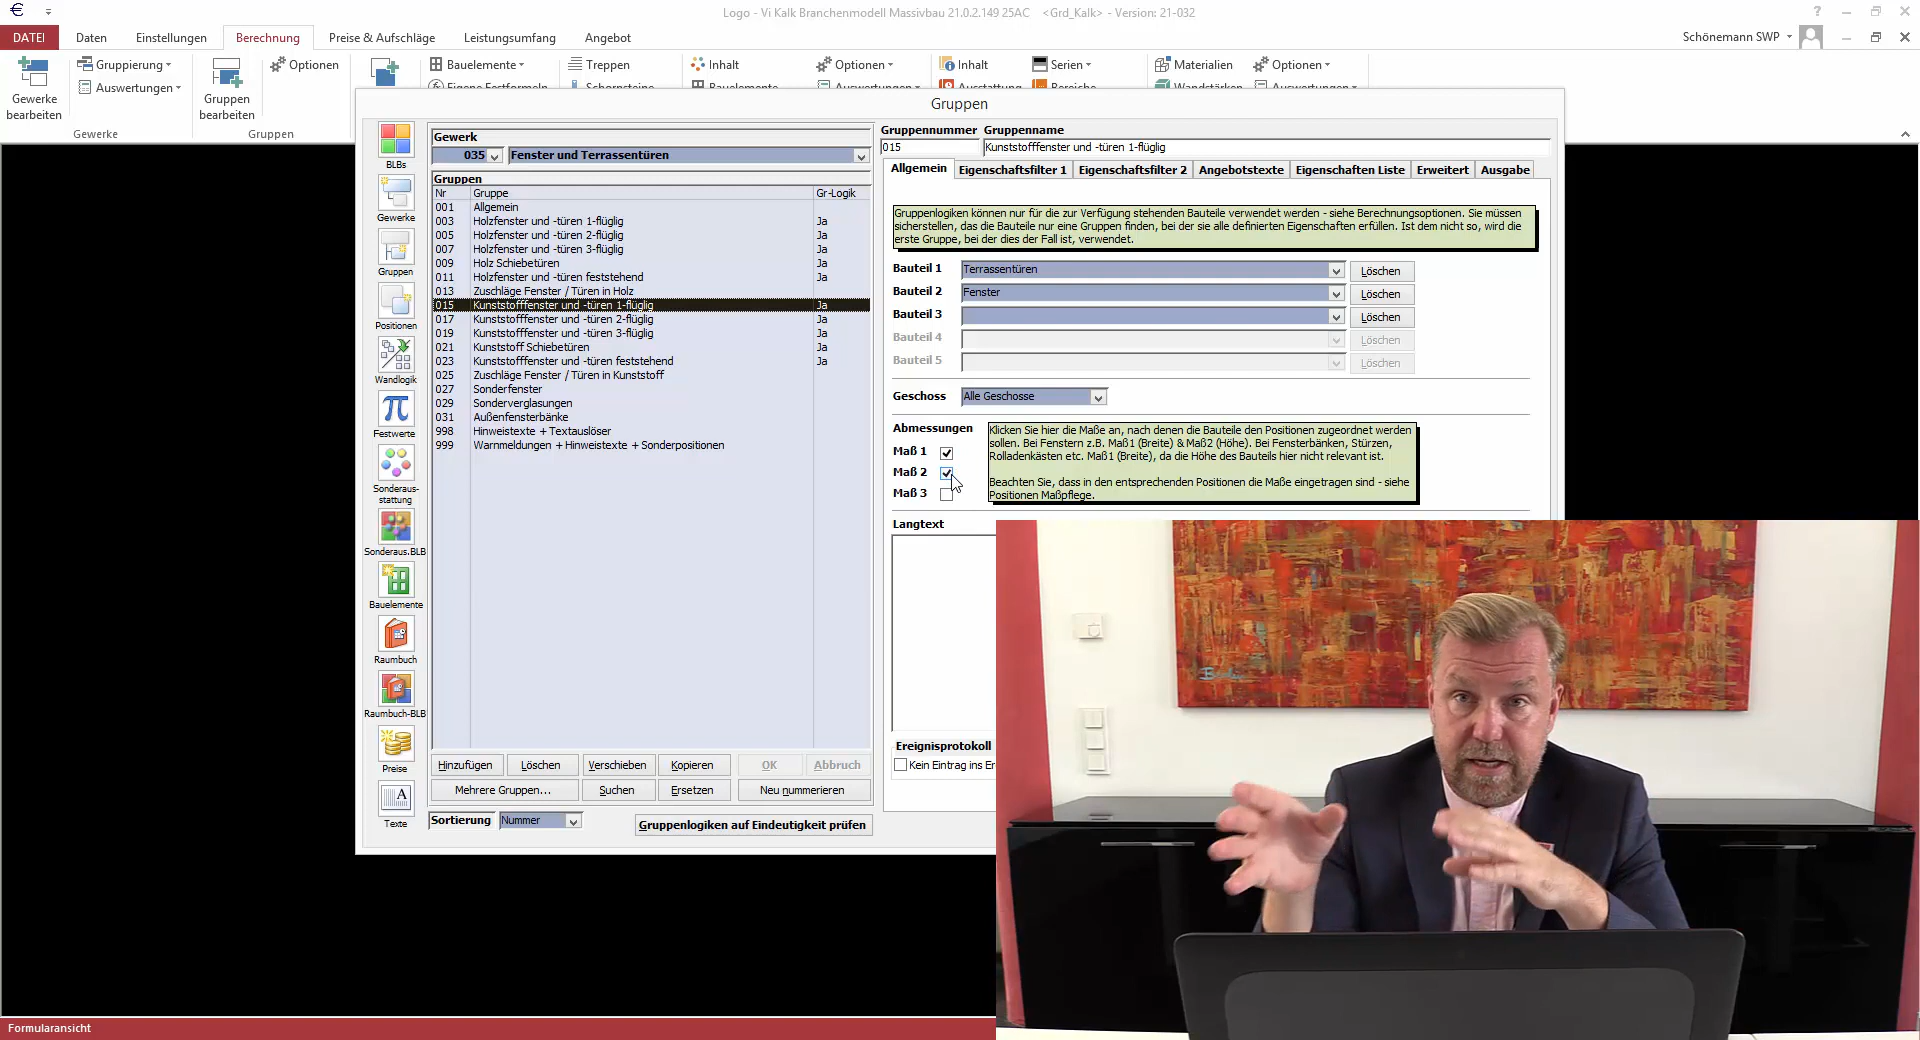 Logo - Vi Kalk Branchenmodell Massivbau 21.0.2.149 25AC <Grd_Kalk> - Version: 21-032
DATEI Daten Einstellungen Berechnung Preise & Aufschläge Leistungsumfang Angebot
Schönemann SWP
Gewerke bearbeiten
Gruppierung
Auswertungen
Gewerke
Gruppen bearbeiten
Optionen
Gruppen
Bauelemente
Eigene Festformeln
Treppen
Schornsteine
Inhalt
Bauelemente
Optionen
Auswertungen
Inhalt
Ausstattung
Serien
Bereiche
Materialien
Wandstärken
Optionen
Auswertungen
Gruppen
BLBs
Gewerke
Gruppen
Positionen
Wandlogik
Festwerte
Sonderaus-
stattung
Sonderaus.BLB
Bauelemente
Raumbuch
Raumbuch-BLB
Preise
Texte
Gewerk
035 Fenster und Terrassentüren
Gruppen
Nr Gruppe Gr-Logik
001 Allgemein
003 Holzfenster und -türen 1-flüglig Ja
005 Holzfenster und -türen 2-flüglig Ja
007 Holzfenster und -türen 3-flüglig Ja
009 Holz Schiebetüren Ja
011 Holzfenster und -türen feststehend Ja
013 Zuschläge Fenster / Türen in Holz
015 Kunststofffenster und -türen 1-flüglig Ja
017 Kunststofffenster und -türen 2-flüglig Ja
019 Kunststofffenster und -türen 3-flüglig Ja
021 Kunststoff Schiebetüren Ja
023 Kunststofffenster und -türen feststehend Ja
025 Zuschläge Fenster / Türen in Kunststoff
027 Sonderfenster
029 Sonderverglasungen
031 Außenfensterbänke
998 Hinweistexte + Textauslöser
999 Warnmeldungen + Hinweistexte + Sonderpositionen
Hinzufügen Löschen Verschieben Kopieren OK Abbruch
Mehrere Gruppen... Suchen Ersetzen Neu nummerieren
Sortierung Nummer Gruppenlogiken auf Eindeutigkeit prüfen
Gruppennummer Gruppenname
015 Kunststofffenster und -türen 1-flüglig
Allgemein Eigenschaftsfilter 1 Eigenschaftsfilter 2 Angebotstexte Eigenschaften Liste Erweitert Ausgabe
Gruppenlogiken können nur für die zur Verfügung stehenden Bauteile verwendet werden - siehe Berechnungsoptionen. Sie müssen
sicherstellen, das die Bauteile nur eine Gruppen finden, bei der sie alle definierten Eigenschaften erfüllen. Ist dem nicht so, wird die
erste Gruppe, bei der dies der Fall ist, verwendet.
Bauteil 1 Terrassentüren Löschen
Bauteil 2 Fenster Löschen
Bauteil 3 Löschen
Bauteil 4 Löschen
Bauteil 5 Löschen
Geschoss Alle Geschosse
Abmessungen
Maß 1
Maß 2
Maß 3
Klicken Sie hier die Maße an, nach denen die Bauteile den Positionen zugeordnet werden
sollen. Bei Fenstern z.B. Maß1 (Breite) & Maß2 (Höhe). Bei Fensterbänken, Stürzen,
Rolladenkästen etc. Maß1 (Breite), da die Höhe des Bauteils hier nicht relevant ist.
Beachten Sie, dass in den entsprechenden Positionen die Maße eingetragen sind - siehe
Positionen Maßpflege.
Langtext
Ereignisprotokoll
Kein Eintrag ins Er
Formularansicht